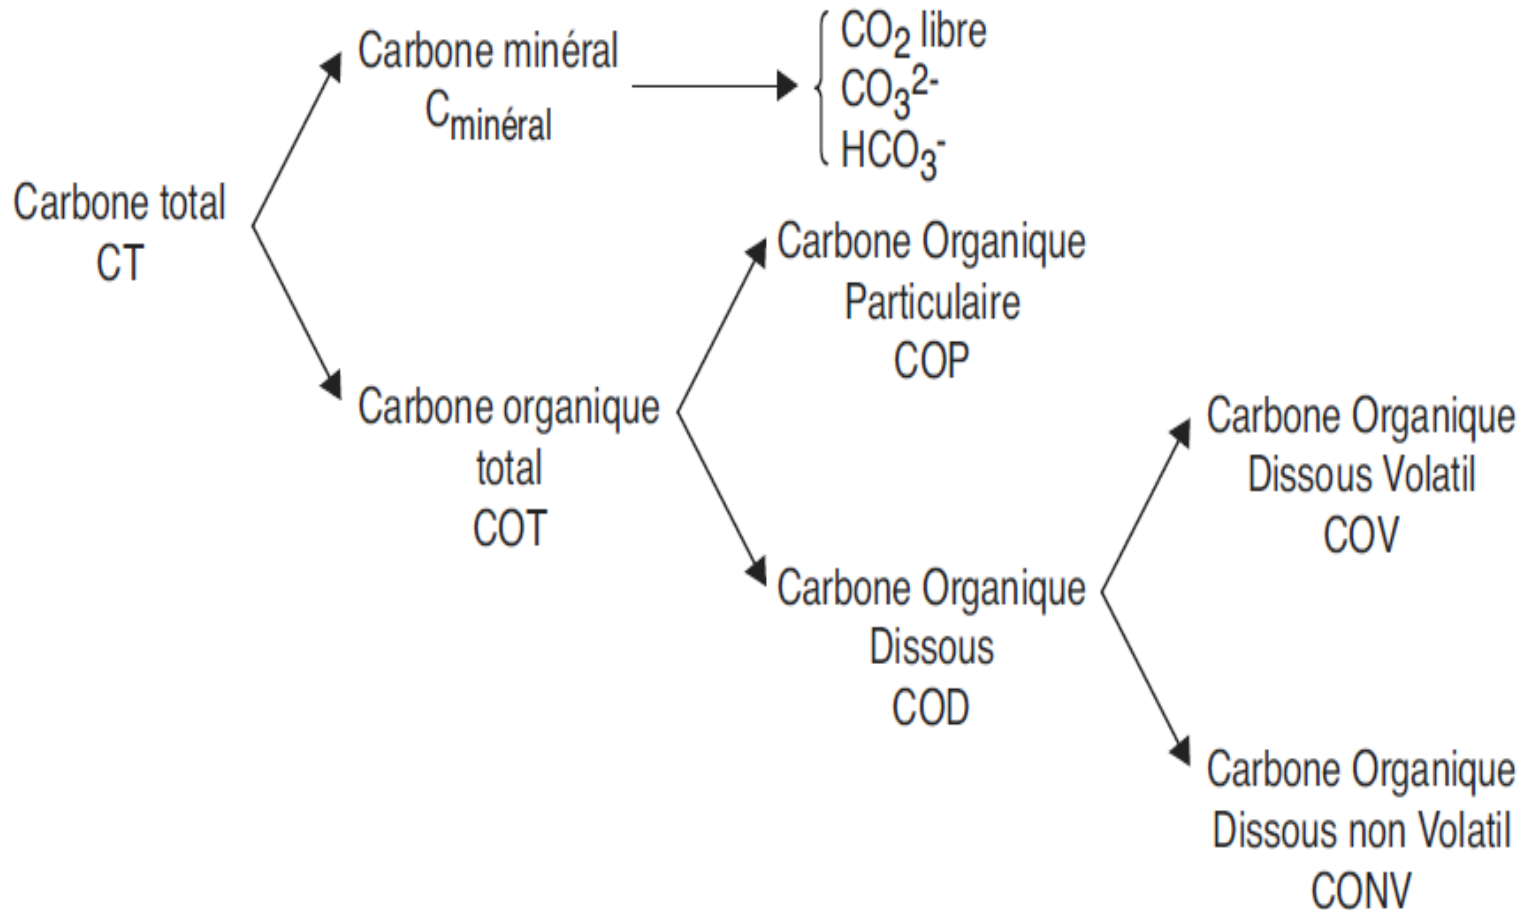 Carbone total
CT
Carbone minéral
Cminéral
CO2 libre
CO3²-
HCO3-
Carbone organique
total
COT
Carbone Organique
Particulaire
COP
Carbone Organique
Dissous
COD
Carbone Organique
Dissous Volatil
COV
Carbone Organique
Dissous non Volatil
CONV